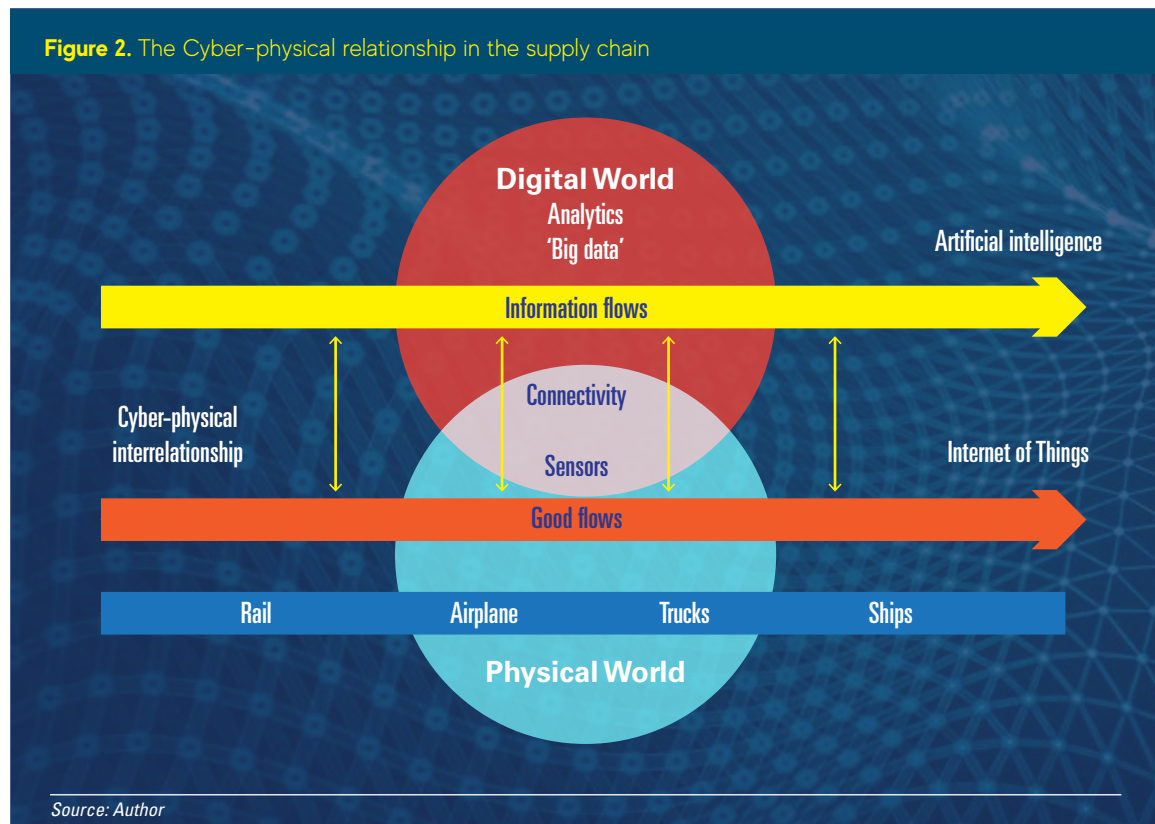 Figure 2. The Cyber-physical relationship in the supply chain
Digital World
Analytics
‘Big data’
Artificial intelligence
Information flows
Connectivity
Cyber-physical
interrelationship
Sensors
Internet of Things
Good flows
Rail
Airplane
Trucks
Ships
Physical World
Source: Author